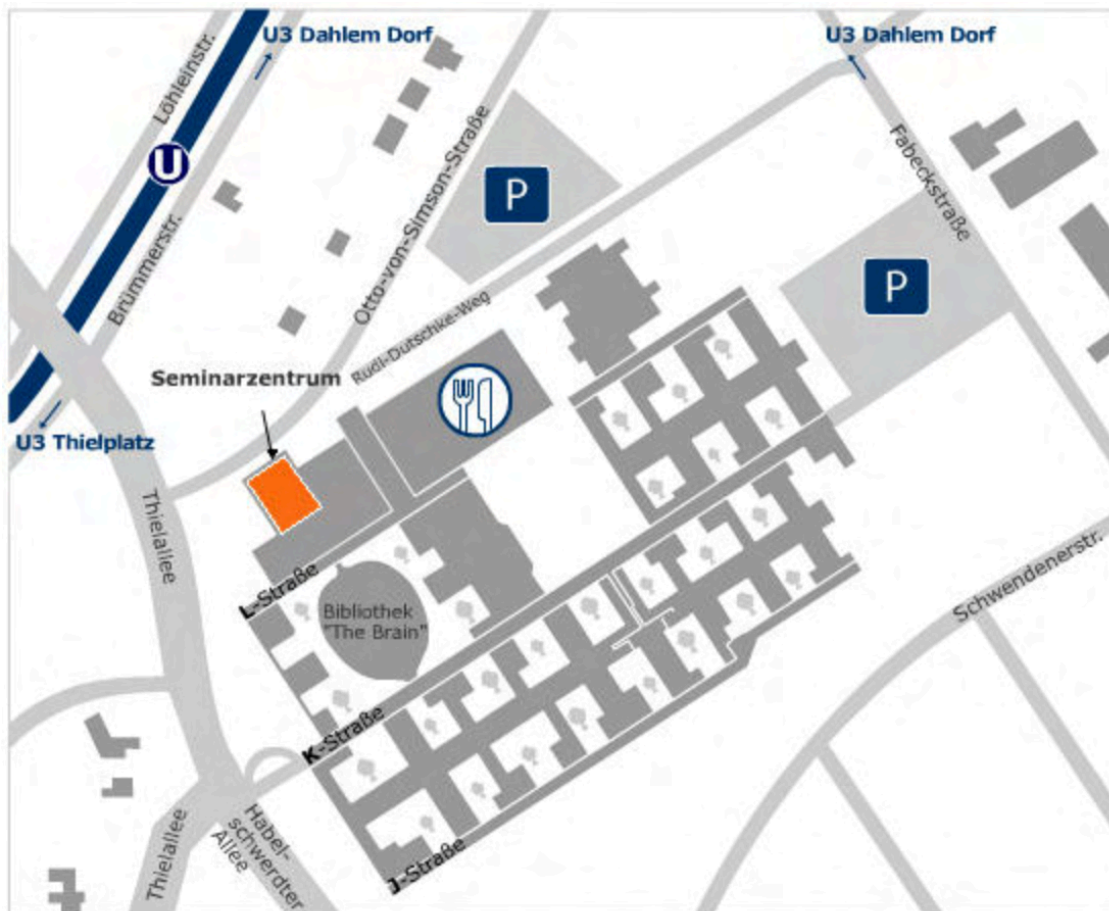 U3 Dahlem Dorf
U3 Dahlem Dorf
Löhleinstr.
U
Brümmerstr.
Otto-von-Simson-Straße
P
Fabeckstraße
P
Rudi-Dutschke-Weg
Seminarzentrum
U3 Thielplatz
Thielallee
L-Straße
Bibliothek
"The Brain"
Schwendenerstr.
K-Straße
Thielallee
Habel-
schwerdter
Allee
J-Straße